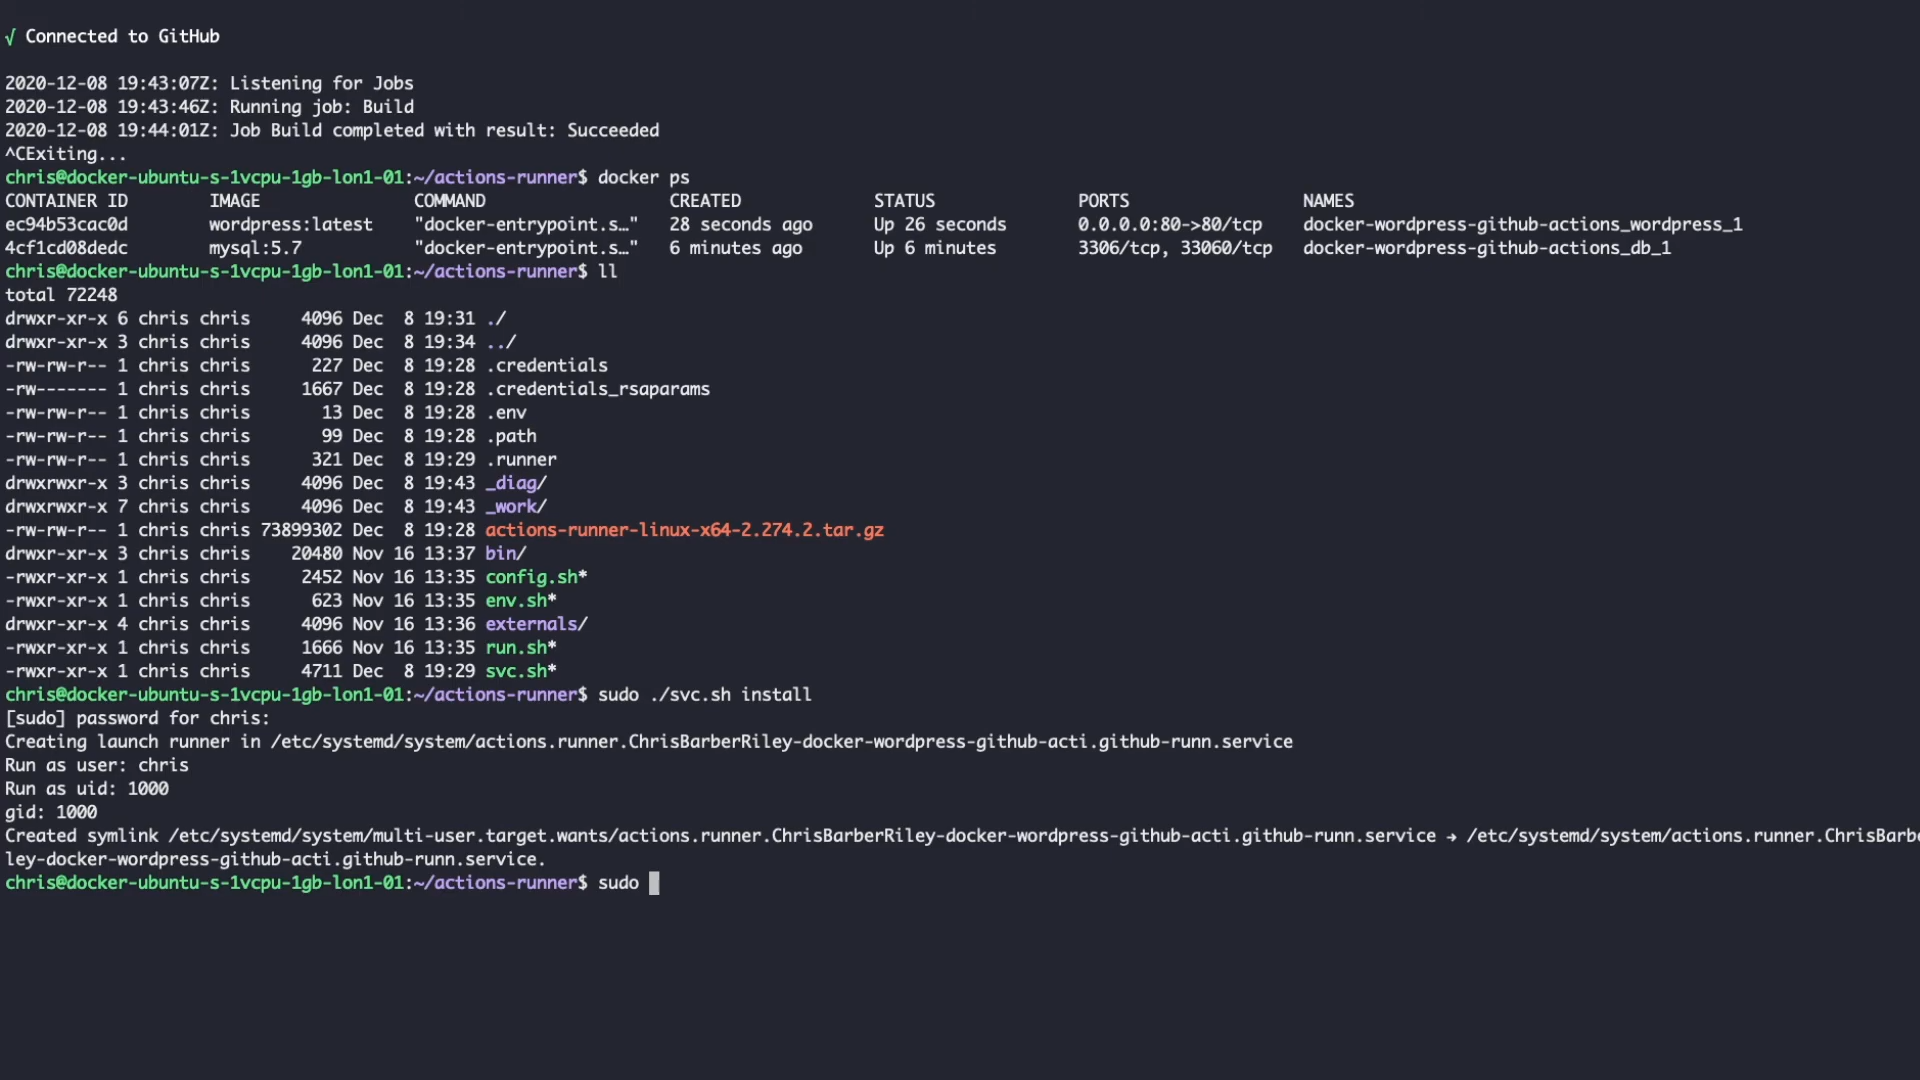 √ Connected to GitHub
2020-12-08 19:43:07Z: Listening for Jobs
2020-12-08 19:43:46Z: Running job: Build
2020-12-08 19:44:01Z: Job Build completed with result: Succeeded
^CExiting...
chris@docker-ubuntu-s-1vcpu-1gb-lon1-01:~/actions-runner$ docker ps
CONTAINER ID        IMAGE               COMMAND                  CREATED             STATUS              PORTS                 NAMES
ec94b53cac0d        wordpress:latest    "docker-entrypoint.s…"   28 seconds ago      Up 26 seconds       0.0.0.0:80->80/tcp    docker-wordpress-github-actions_wordpress_1
4cf1cd08dedc        mysql:5.7           "docker-entrypoint.s…"   6 minutes ago       Up 6 minutes        3306/tcp, 33060/tcp   docker-wordpress-github-actions_db_1
chris@docker-ubuntu-s-1vcpu-1gb-lon1-01:~/actions-runner$ ll
total 72248
drwxr-xr-x 6 chris chris     4096 Dec  8 19:31 ./
drwxr-xr-x 3 chris chris     4096 Dec  8 19:34 ../
-rw-rw-r-- 1 chris chris      227 Dec  8 19:28 .credentials
-rw------- 1 chris chris     1667 Dec  8 19:28 .credentials_rsaparams
-rw-rw-r-- 1 chris chris       13 Dec  8 19:28 .env
-rw-rw-r-- 1 chris chris       99 Dec  8 19:28 .path
-rw-rw-r-- 1 chris chris      321 Dec  8 19:29 .runner
drwxrwxr-x 3 chris chris     4096 Dec  8 19:43 _diag/
drwxrwxr-x 7 chris chris     4096 Dec  8 19:43 _work/
-rw-rw-r-- 1 chris chris 73899302 Dec  8 19:28 actions-runner-linux-x64-2.274.2.tar.gz
drwxr-xr-x 3 chris chris    20480 Nov 16 13:37 bin/
-rwxr-xr-x 1 chris chris     2452 Nov 16 13:35 config.sh*
-rwxr-xr-x 1 chris chris      623 Nov 16 13:35 env.sh*
drwxr-xr-x 4 chris chris     4096 Nov 16 13:36 externals/
-rwxr-xr-x 1 chris chris     1666 Nov 16 13:35 run.sh*
-rwxr-xr-x 1 chris chris     4711 Dec  8 19:29 svc.sh*
chris@docker-ubuntu-s-1vcpu-1gb-lon1-01:~/actions-runner$ sudo ./svc.sh install
[sudo] password for chris:
Creating launch runner in /etc/systemd/system/actions.runner.ChrisBarberRiley-docker-wordpress-github-acti.github-runn.service
Run as user: chris
Run as uid: 1000
gid: 1000
Created symlink /etc/systemd/system/multi-user.target.wants/actions.runner.ChrisBarberRiley-docker-wordpress-github-acti.github-runn.service → /etc/systemd/system/actions.runner.ChrisBarbe
ley-docker-wordpress-github-acti.github-runn.service.
chris@docker-ubuntu-s-1vcpu-1gb-lon1-01:~/actions-runner$ sudo